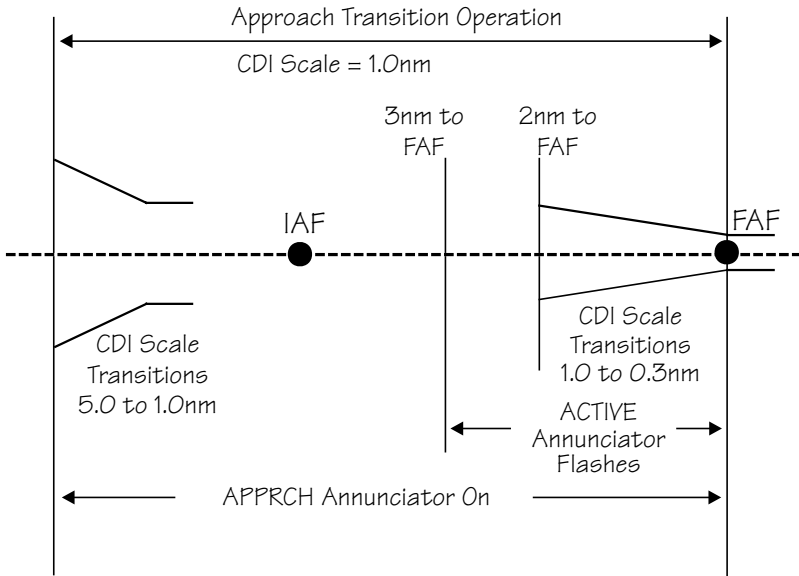 Approach Transition Operation
CDI Scale = 1.0nm
3nm to
FAF
2nm to
FAF
IAF
FAF
CDI Scale
Transitions
5.0 to 1.0nm
CDI Scale
Transitions
1.0 to 0.3nm
ACTIVE
Annunciator
Flashes
APPRCH Annunciator On